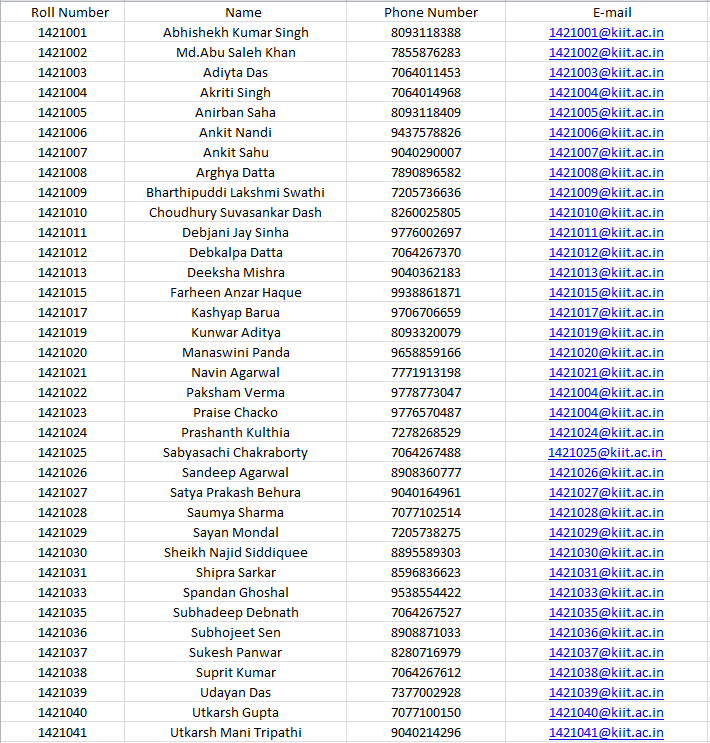 Roll Number Name Phone Number E-mail
1421001 Abhishekh Kumar Singh 8093118388 1421001@kiit.ac.in
1421002 Md.Abu Saleh Khan 7855876283 1421002@kiit.ac.in
1421003 Adiyta Das 7064011453 1421003@kiit.ac.in
1421004 Akriti Singh 7064014968 1421004@kiit.ac.in
1421005 Anirban Saha 8093118409 1421005@kiit.ac.in
1421006 Ankit Nandi 9437578826 1421006@kiit.ac.in
1421007 Ankit Sahu 9040290007 1421007@kiit.ac.in
1421008 Arghya Datta 7890896582 1421008@kiit.ac.in
1421009 Bharthipuddi Lakshmi Swathi 7205736636 1421009@kiit.ac.in
1421010 Choudhury Suvasankar Dash 8260025805 1421010@kiit.ac.in
1421011 Debjani Jay Sinha 9776002697 1421011@kiit.ac.in
1421012 Debkalpa Datta 7064267370 1421012@kiit.ac.in
1421013 Deeksha Mishra 9040362183 1421013@kiit.ac.in
1421015 Farheen Anzar Haque 9938861871 1421015@kiit.ac.in
1421017 Kashyap Barua 9706706659 1421017@kiit.ac.in
1421019 Kunwar Aditya 8093320079 1421019@kiit.ac.in
1421020 Manaswini Panda 9658859166 1421020@kiit.ac.in
1421021 Navin Agarwal 7771913198 1421021@kiit.ac.in
1421022 Paksham Verma 9778773047 1421004@kiit.ac.in
1421023 Praise Chacko 9776570487 1421004@kiit.ac.in
1421024 Prashanth Kulthia 7278268529 1421024@kiit.ac.in
1421025 Sabyasachi Chakraborty 7064267488 1421025@kiit.ac.in
1421026 Sandeep Agarwal 8908360777 1421026@kiit.ac.in
1421027 Satya Prakash Behura 9040164961 1421027@kiit.ac.in
1421028 Saumya Sharma 7077102514 1421028@kiit.ac.in
1421029 Sayan Mondal 7205738275 1421029@kiit.ac.in
1421030 Sheikh Najid Siddiquee 8895589303 1421030@kiit.ac.in
1421031 Shipra Sarkar 8596836623 1421031@kiit.ac.in
1421033 Spandan Ghoshal 9538554422 1421033@kiit.ac.in
1421035 Subhadeep Debnath 7064267527 1421035@kiit.ac.in
1421036 Subhojeet Sen 8908871033 1421036@kiit.ac.in
1421037 Sukesh Panwar 8280716979 1421037@kiit.ac.in
1421038 Suprit Kumar 7064267612 1421038@kiit.ac.in
1421039 Udayan Das 7377002928 1421039@kiit.ac.in
1421040 Utkarsh Gupta 7077100150 1421040@kiit.ac.in
1421041 Utkarsh Mani Tripathi 9040214296 1421041@kiit.ac.in